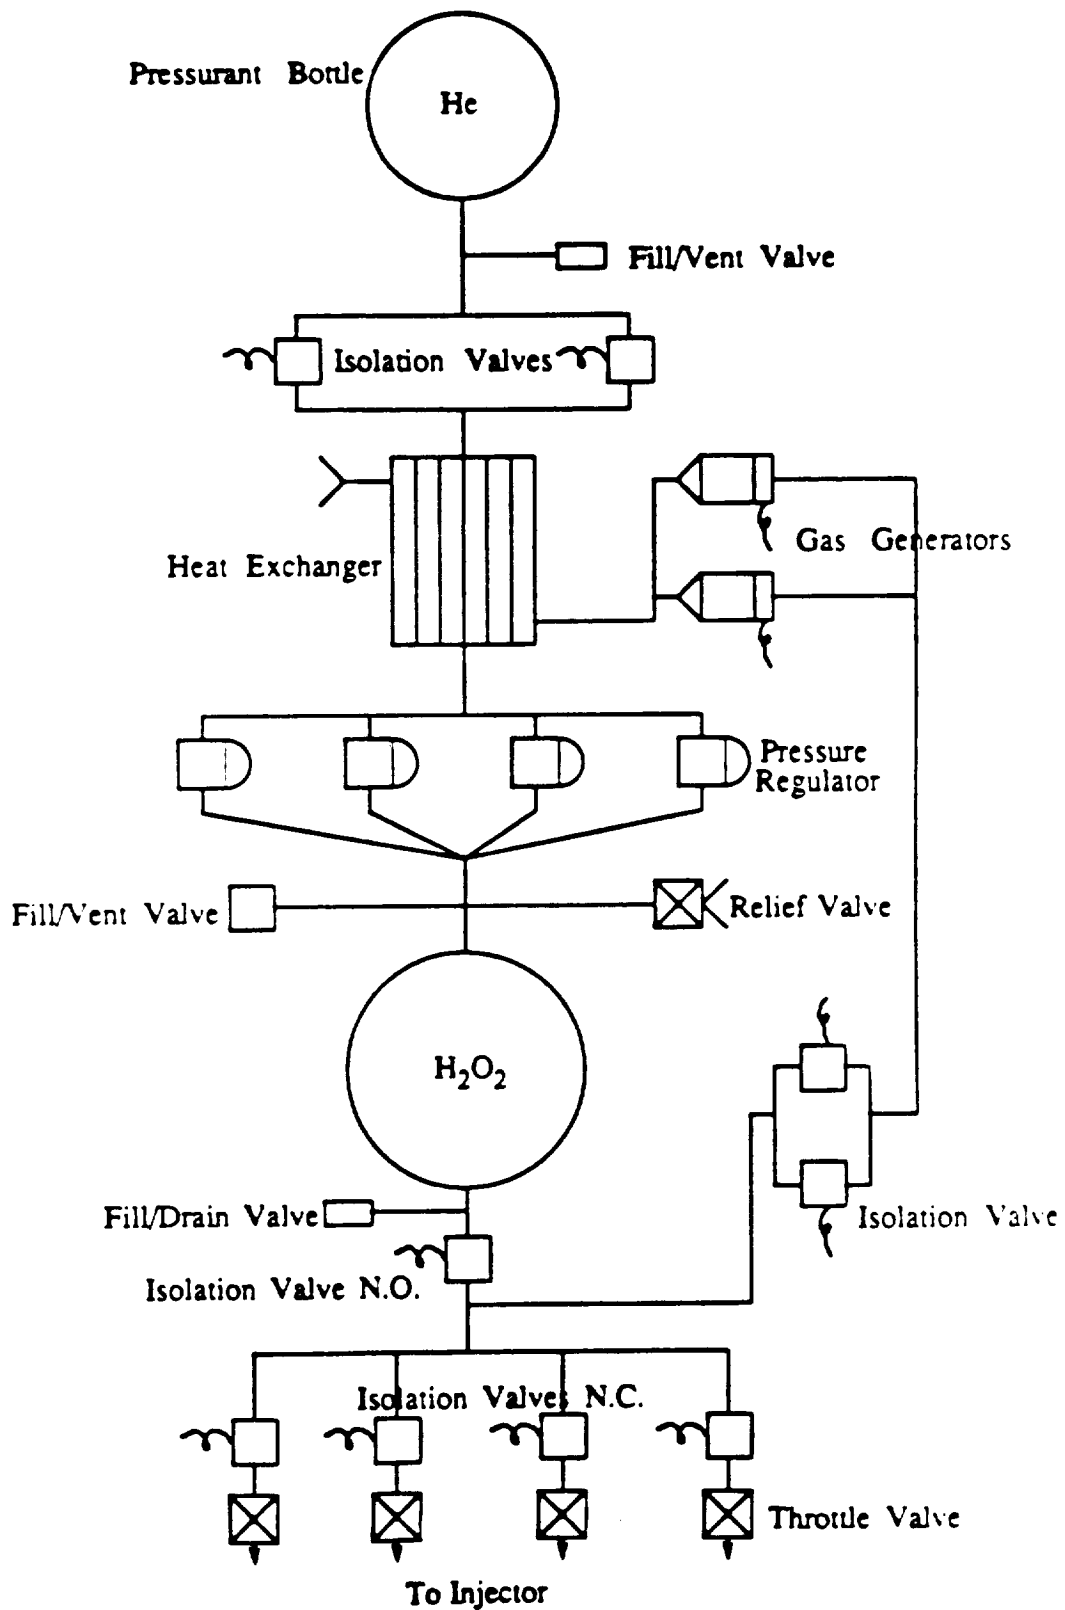 Pressurant Bottle
He
Fill/Vent Valve
Isolation Valves
Gas Generators
Heat Exchanger
Pressure
Regulator
Fill/Vent Valve
Relief Valve
H₂O₂
Fill/Drain Valve
Isolation Valve
Isolation Valve N.O.
Isolation Valves N.C.
Throttle Valve
To Injector